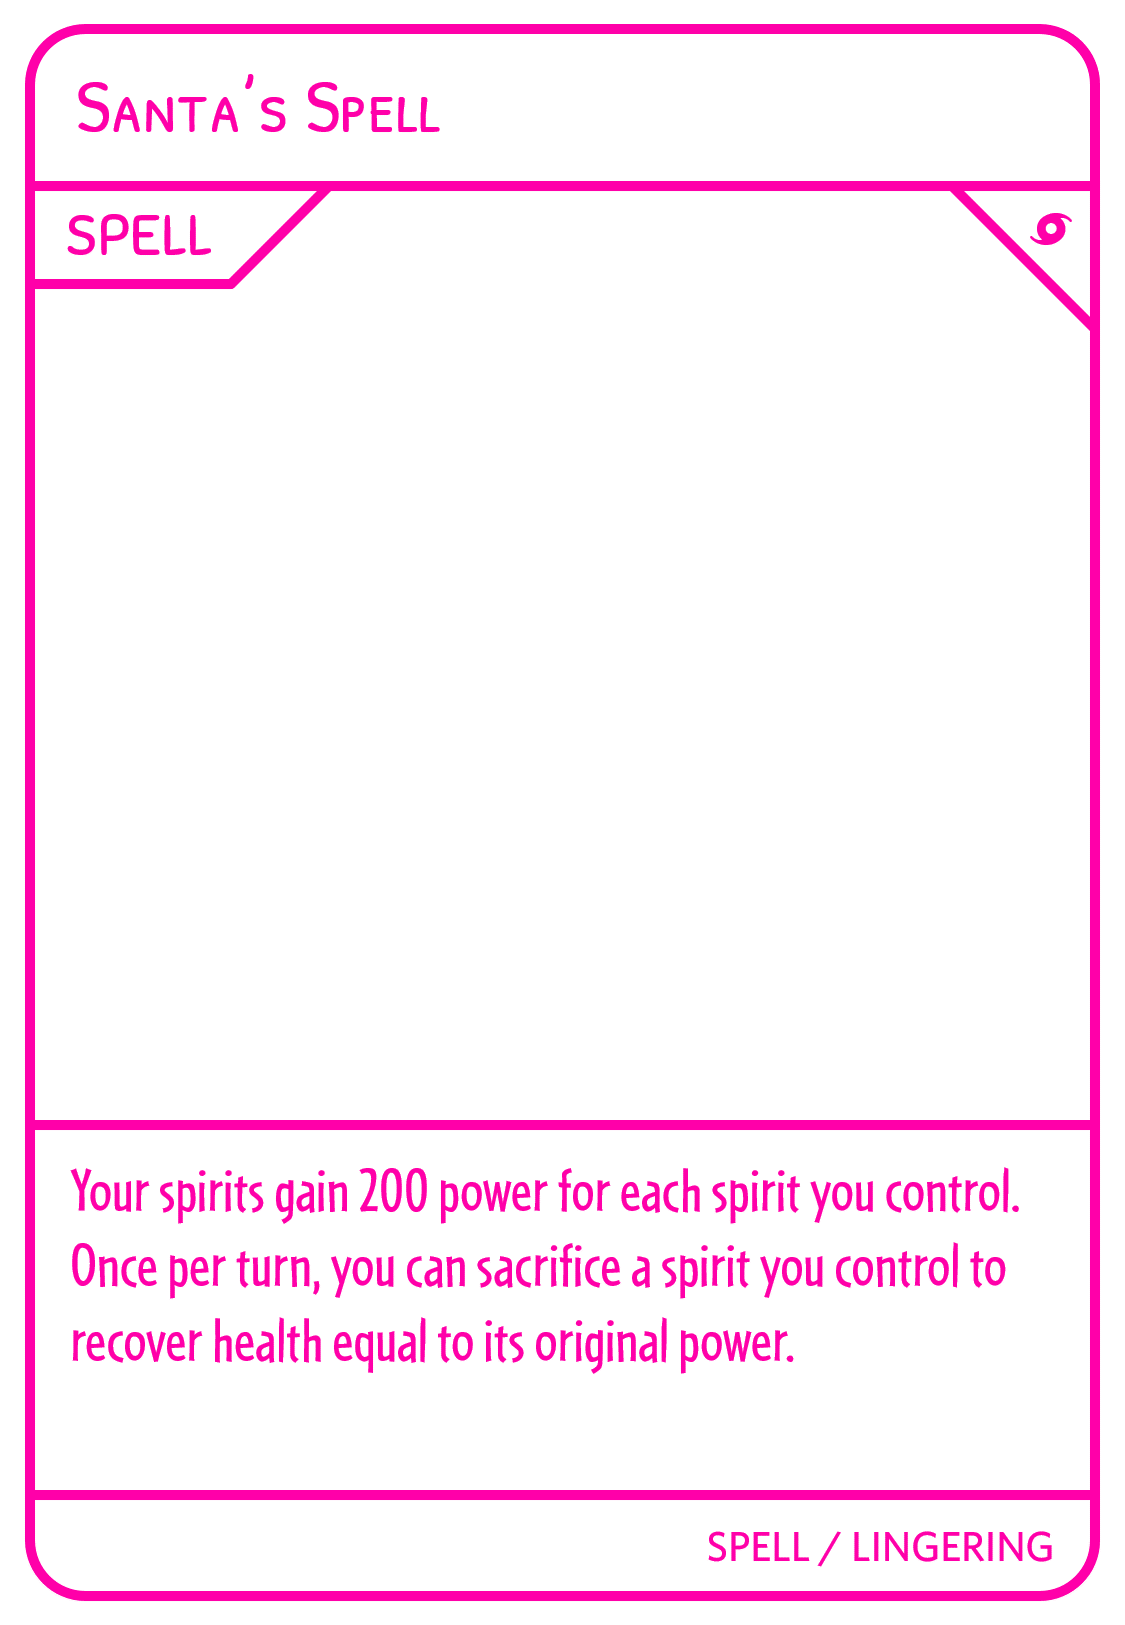 Santa's Spell
SPELL
Your spirits gain 200 power for each spirit you control.
Once per turn, you can sacrifice a spirit you control to
recover health equal to its original power.
SPELL / LINGERING